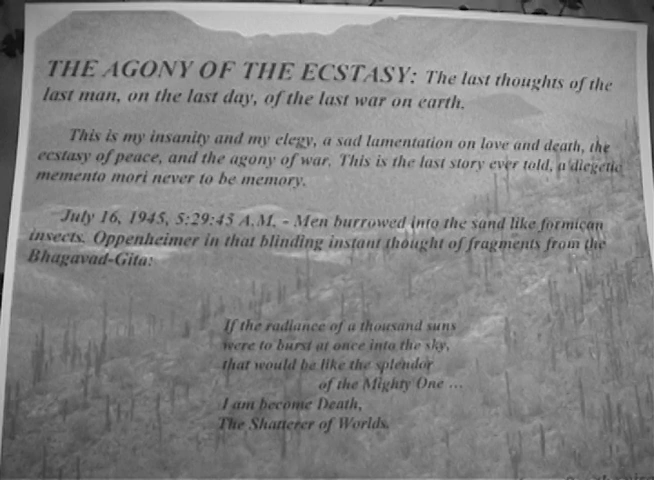 THE AGONY OF THE ECSTASY: The last thoughts of the
last man, on the last day, of the last war on earth.
This is my insanity and my elegy, a sad lamentation on love and death, the
ecstasy of peace, and the agony of war. This is the last story ever told, a diegetic
memento mori never to be memory.
July 16, 1945, 5:29:45 A.M. - Men burrowed into the sand like formican
insects. Oppenheimer in that blinding instant thought of fragments from the
Bhagavad-Gita:
If the radiance of a thousand suns
were to burst at once into the sky,
that would be like the splendor
of the Mighty One ...
I am become Death,
The Shatterer of Worlds.